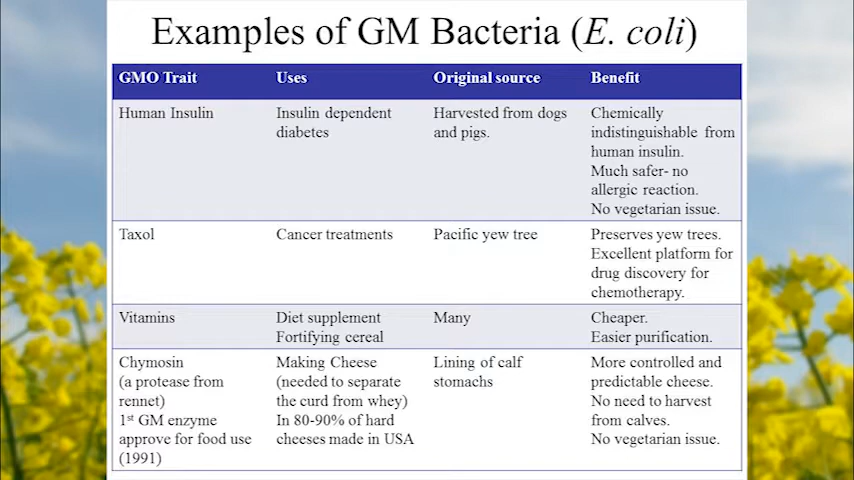 Examples of GM Bacteria (E. coli)
GMO Trait Uses Original source Benefit
Human Insulin
Insulin dependent
diabetes
Harvested from dogs
and pigs.
Chemically
indistinguishable from
human insulin.
Much safer- no
allergic reaction.
No vegetarian issue.
Taxol
Cancer treatments
Pacific yew tree
Preserves yew trees.
Excellent platform for
drug discovery for
chemotherapy.
Vitamins
Diet supplement
Fortifying cereal
Many
Cheaper.
Easier purification.
Chymosin
(a protease from
rennet)
1st GM enzyme
approve for food use
(1991)
Making Cheese
(needed to separate
the curd from whey)
In 80-90% of hard
cheeses made in USA
Lining of calf
stomachs
More controlled and
predictable cheese.
No need to harvest
from calves.
No vegetarian issue.